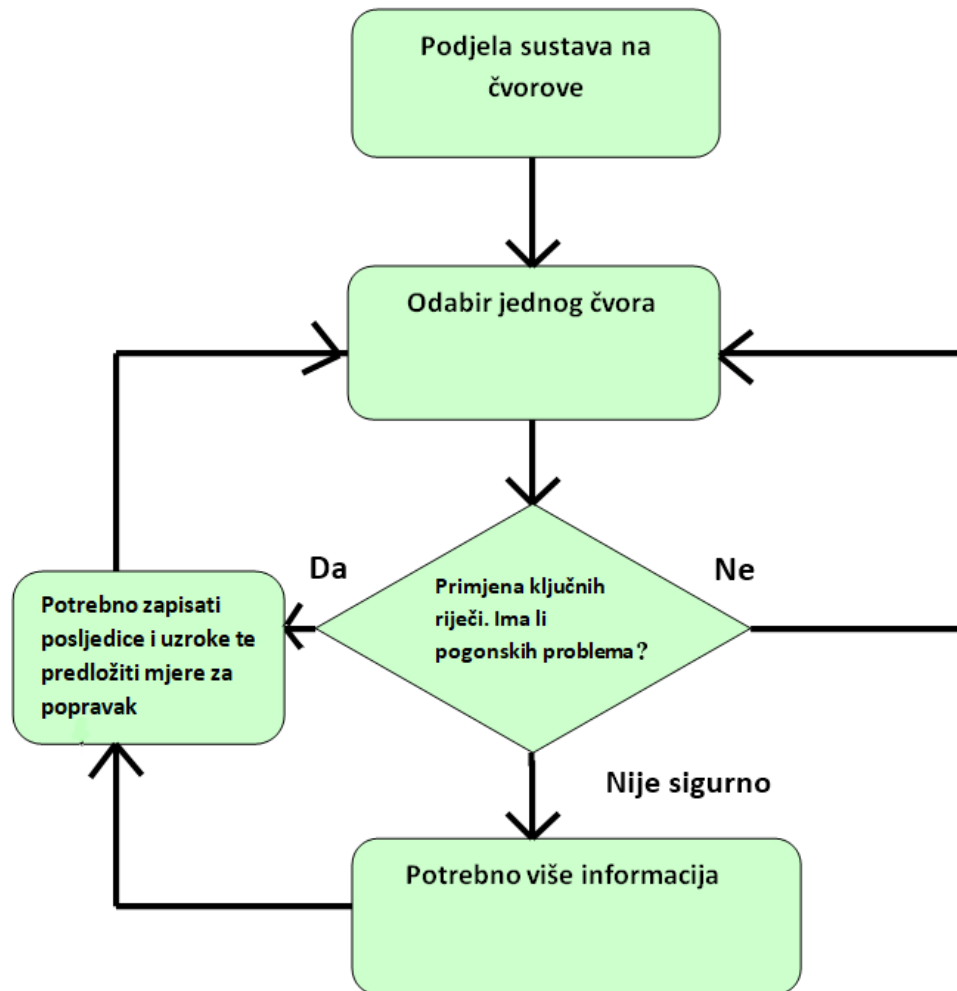 Podjela sustava na
čvorove
Odabir jednog čvora
Da
Ne
Primjena ključnih
riječi. Ima li
pogonskih problema?
Potrebno zapisati
posljedice i uzroke te
predložiti mjere za
popravak
Nije sigurno
Potrebno više informacija